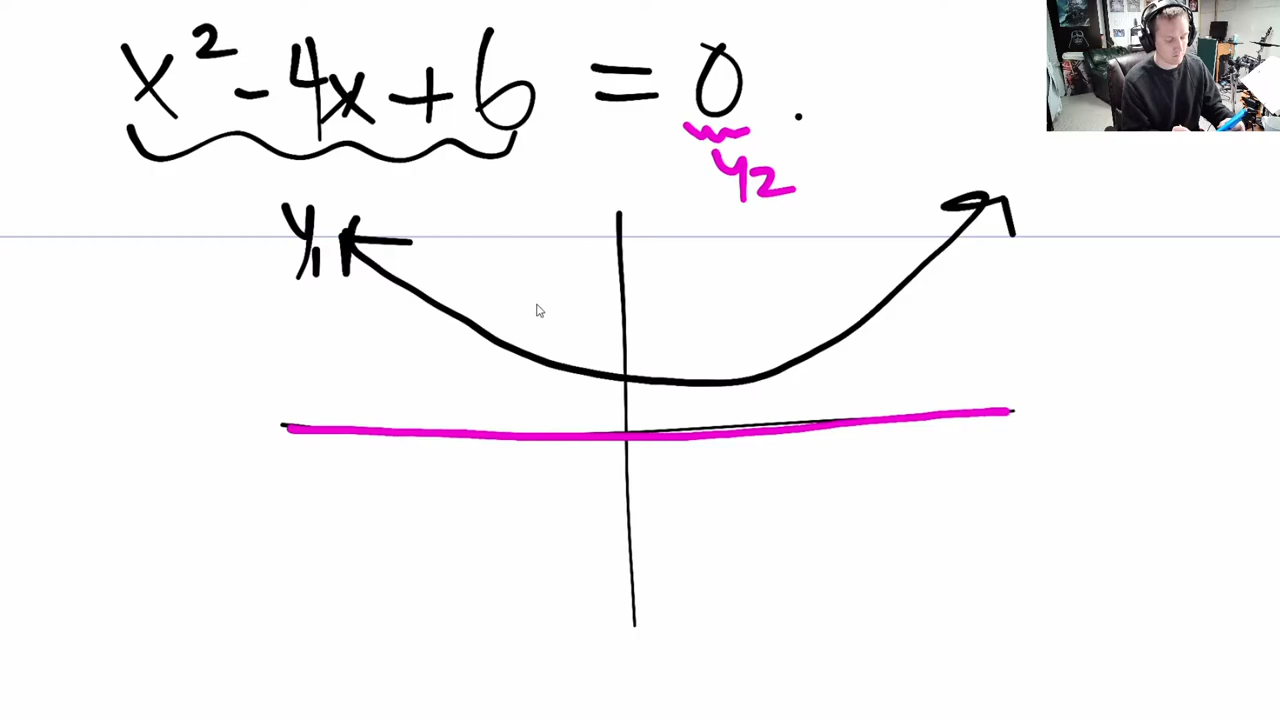 x² - 4x + 6 = 0.
y₂
y₁